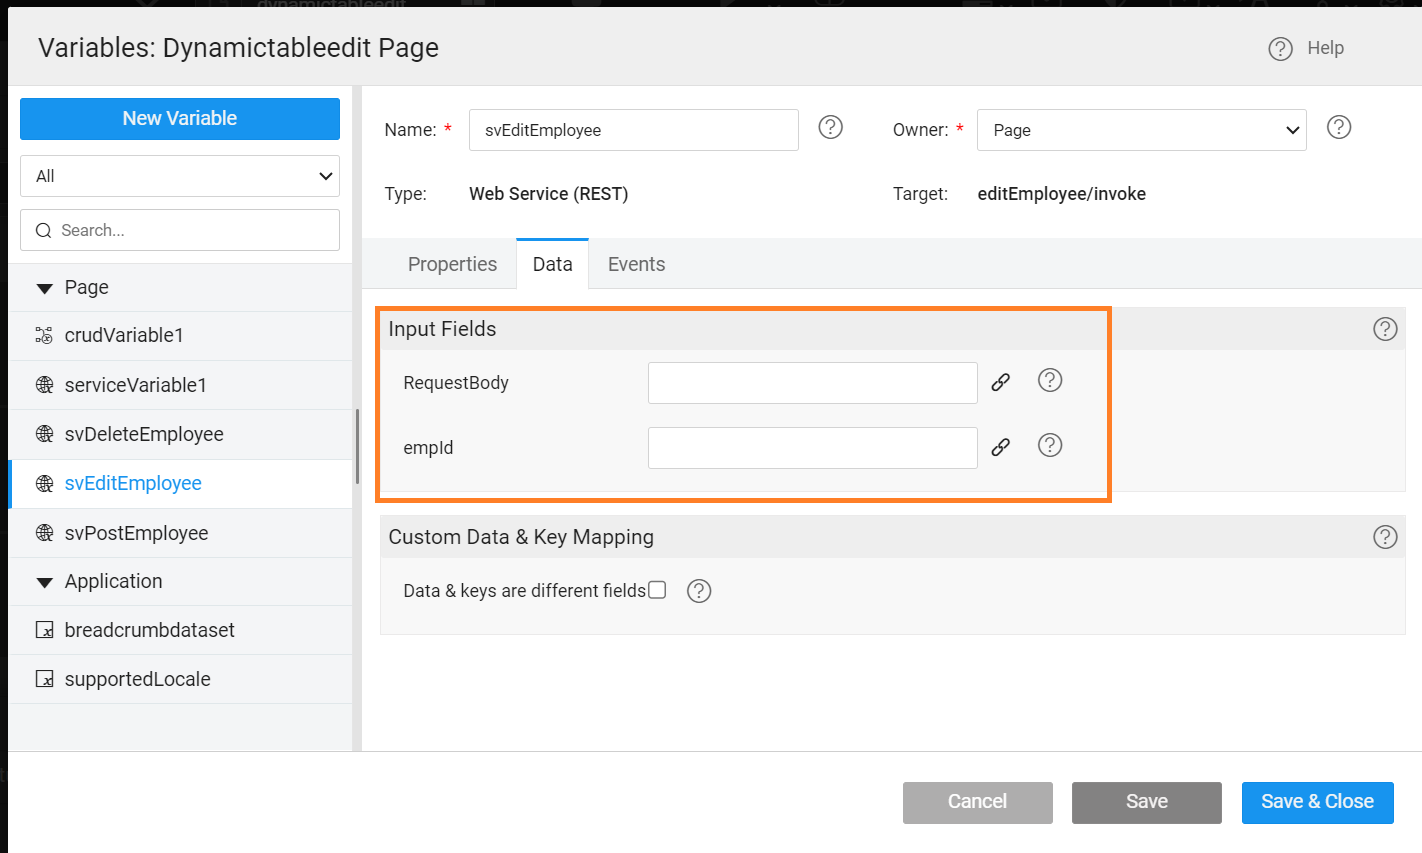 dynamictableedit
Variables: Dynamictableedit Page
Help
New Variable
All
Search...
Page
crudVariable1
serviceVariable1
svDeleteEmployee
svEditEmployee
svPostEmployee
Application
breadcrumbdataset
supportedLocale
Name: * svEditEmployee
Owner: * Page
Type: Web Service (REST)
Target: editEmployee/invoke
Properties Data Events
Input Fields
RequestBody
empId
Custom Data & Key Mapping
Data & keys are different fields
Cancel Save Save & Close